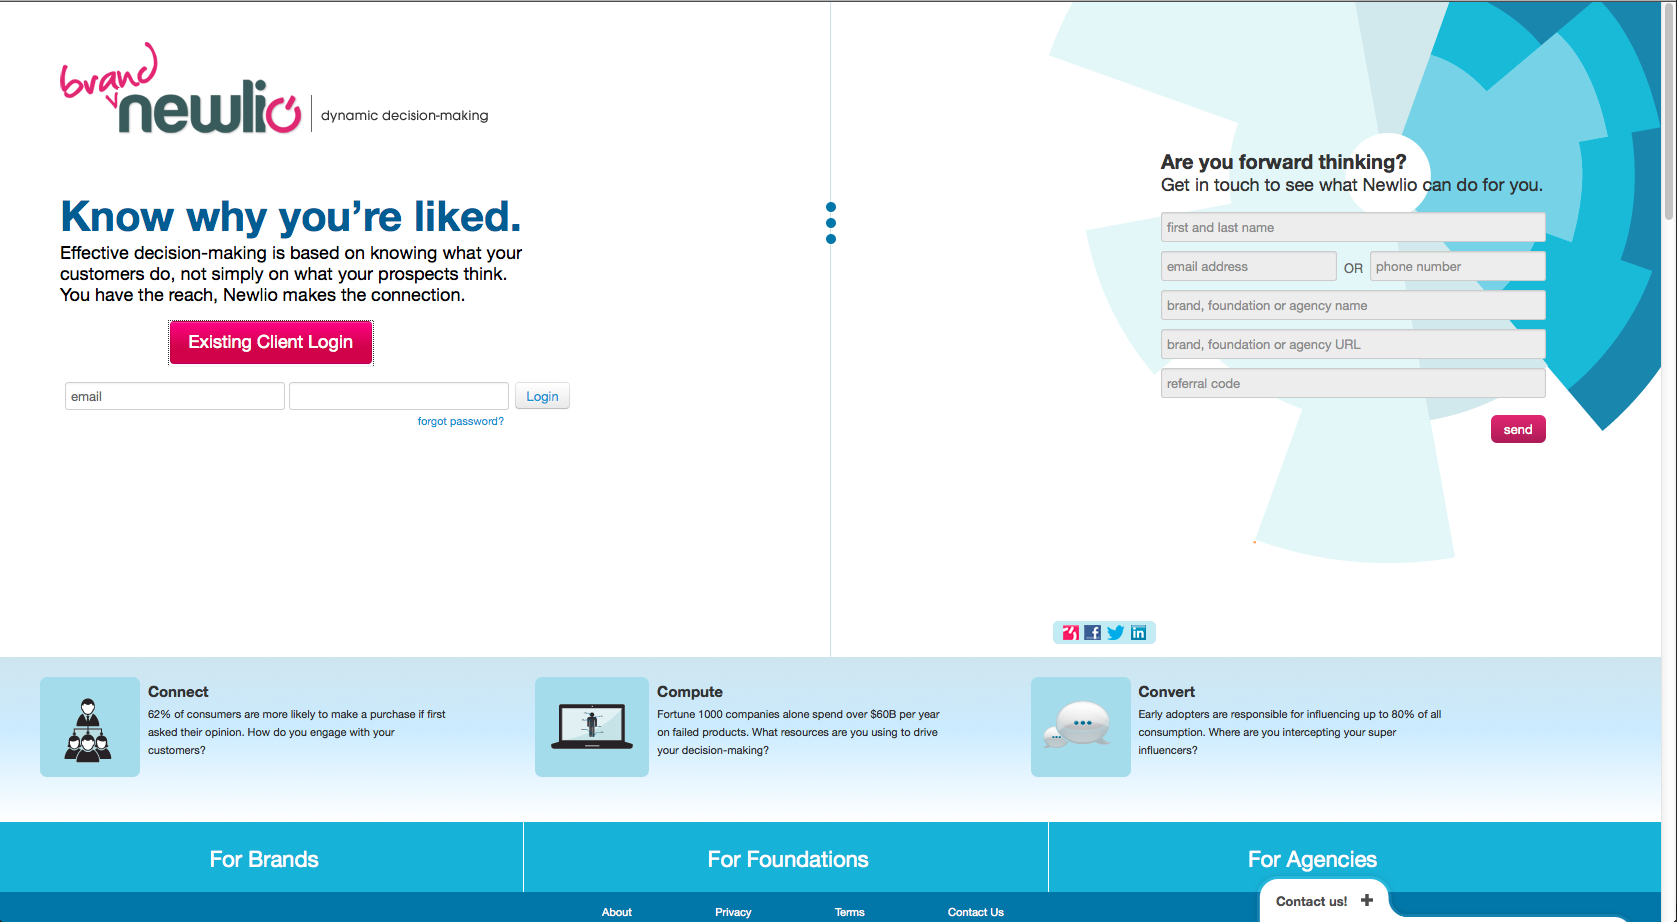 brand
newlio
dynamic decision-making
Know why you’re liked.
Effective decision-making is based on knowing what your
customers do, not simply on what your prospects think.
You have the reach, Newlio makes the connection.
Existing Client Login
email
Login
forgot password?
Are you forward thinking?
Get in touch to see what Newlio can do for you.
first and last name
email address OR phone number
brand, foundation or agency name
brand, foundation or agency URL
referral code
send
f in
Connect
62% of consumers are more likely to make a purchase if first
asked their opinion. How do you engage with your
customers?
Compute
Fortune 1000 companies alone spend over $60B per year
on failed products. What resources are you using to drive
your decision-making?
Convert
Early adopters are responsible for influencing up to 80% of all
consumption. Where are you intercepting your super
influencers?
For Brands For Foundations For Agencies
Contact us! +
About Privacy Terms Contact Us